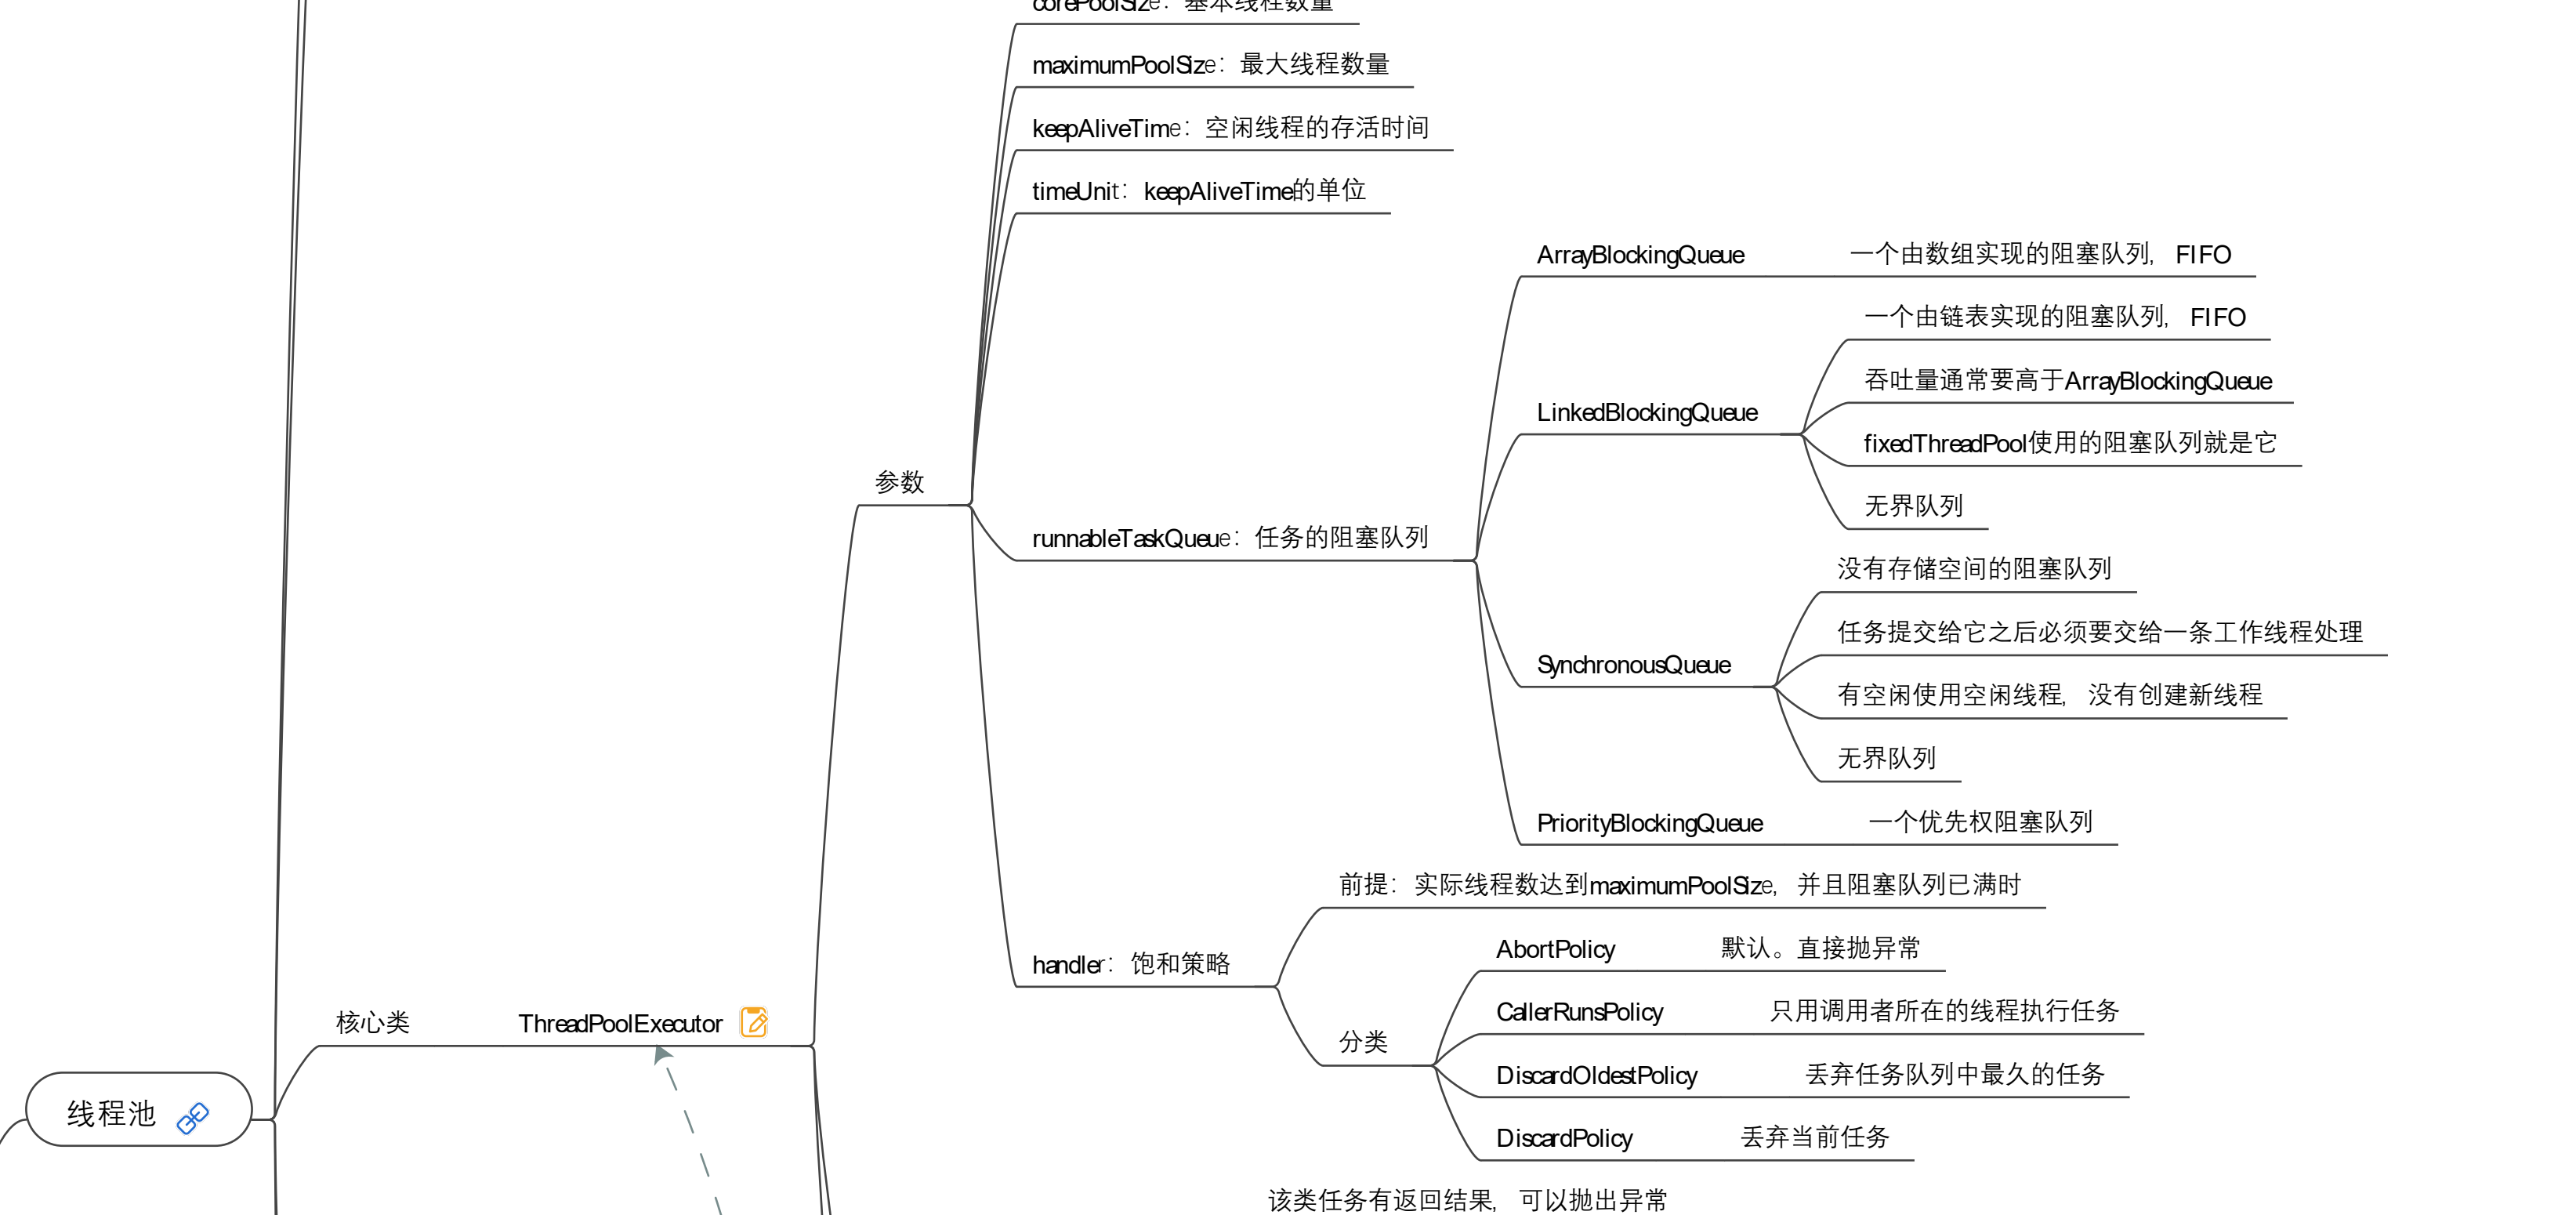 corePoolSize：基本线程数量
maximumPoolSize：最大线程数量
keepAliveTime：空闲线程的存活时间
timeUnit：keepAliveTime的单位
ArrayBlockingQueue 一个由数组实现的阻塞队列，FIFO
一个由链表实现的阻塞队列，FIFO
吞吐量通常要高于ArrayBlockingQueue
LinkedBlockingQueue
fixedThreadPool使用的阻塞队列就是它
参数
无界队列
runnableTaskQueue：任务的阻塞队列
没有存储空间的阻塞队列
任务提交给它之后必须要交给一条工作线程处理
SynchronousQueue
有空闲使用空闲线程，没有创建新线程
无界队列
PriorityBlockingQueue 一个优先权阻塞队列
前提：实际线程数达到maximumPoolSize，并且阻塞队列已满时
AbortPolicy 默认。直接抛异常
handler：饱和策略
CallerRunsPolicy 只用调用者所在的线程执行任务
核心类 ThreadPoolExecutor
分类
DiscardOldestPolicy 丢弃任务队列中最久的任务
线程池
DiscardPolicy 丢弃当前任务
该类任务有返回结果，可以抛出异常